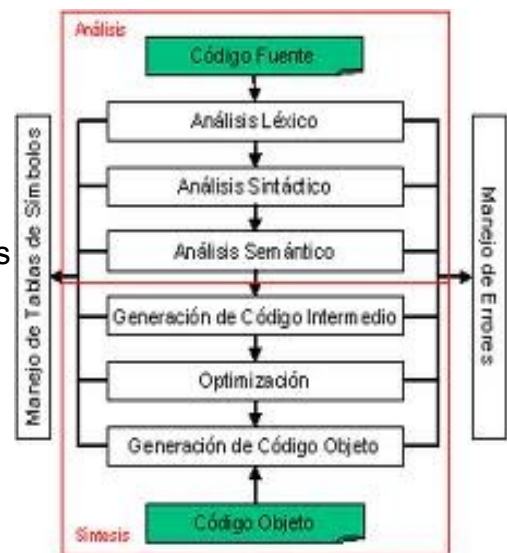 Análisis
Código Fuente
Análisis Léxico
Análisis Sintáctico
Análisis Semántico
s
Manejo de Tablas de Símbolos
Manejo de Errores
Generación de Código Intermedio
Optimización
Generación de Código Objeto
Código Objeto
Síntesis